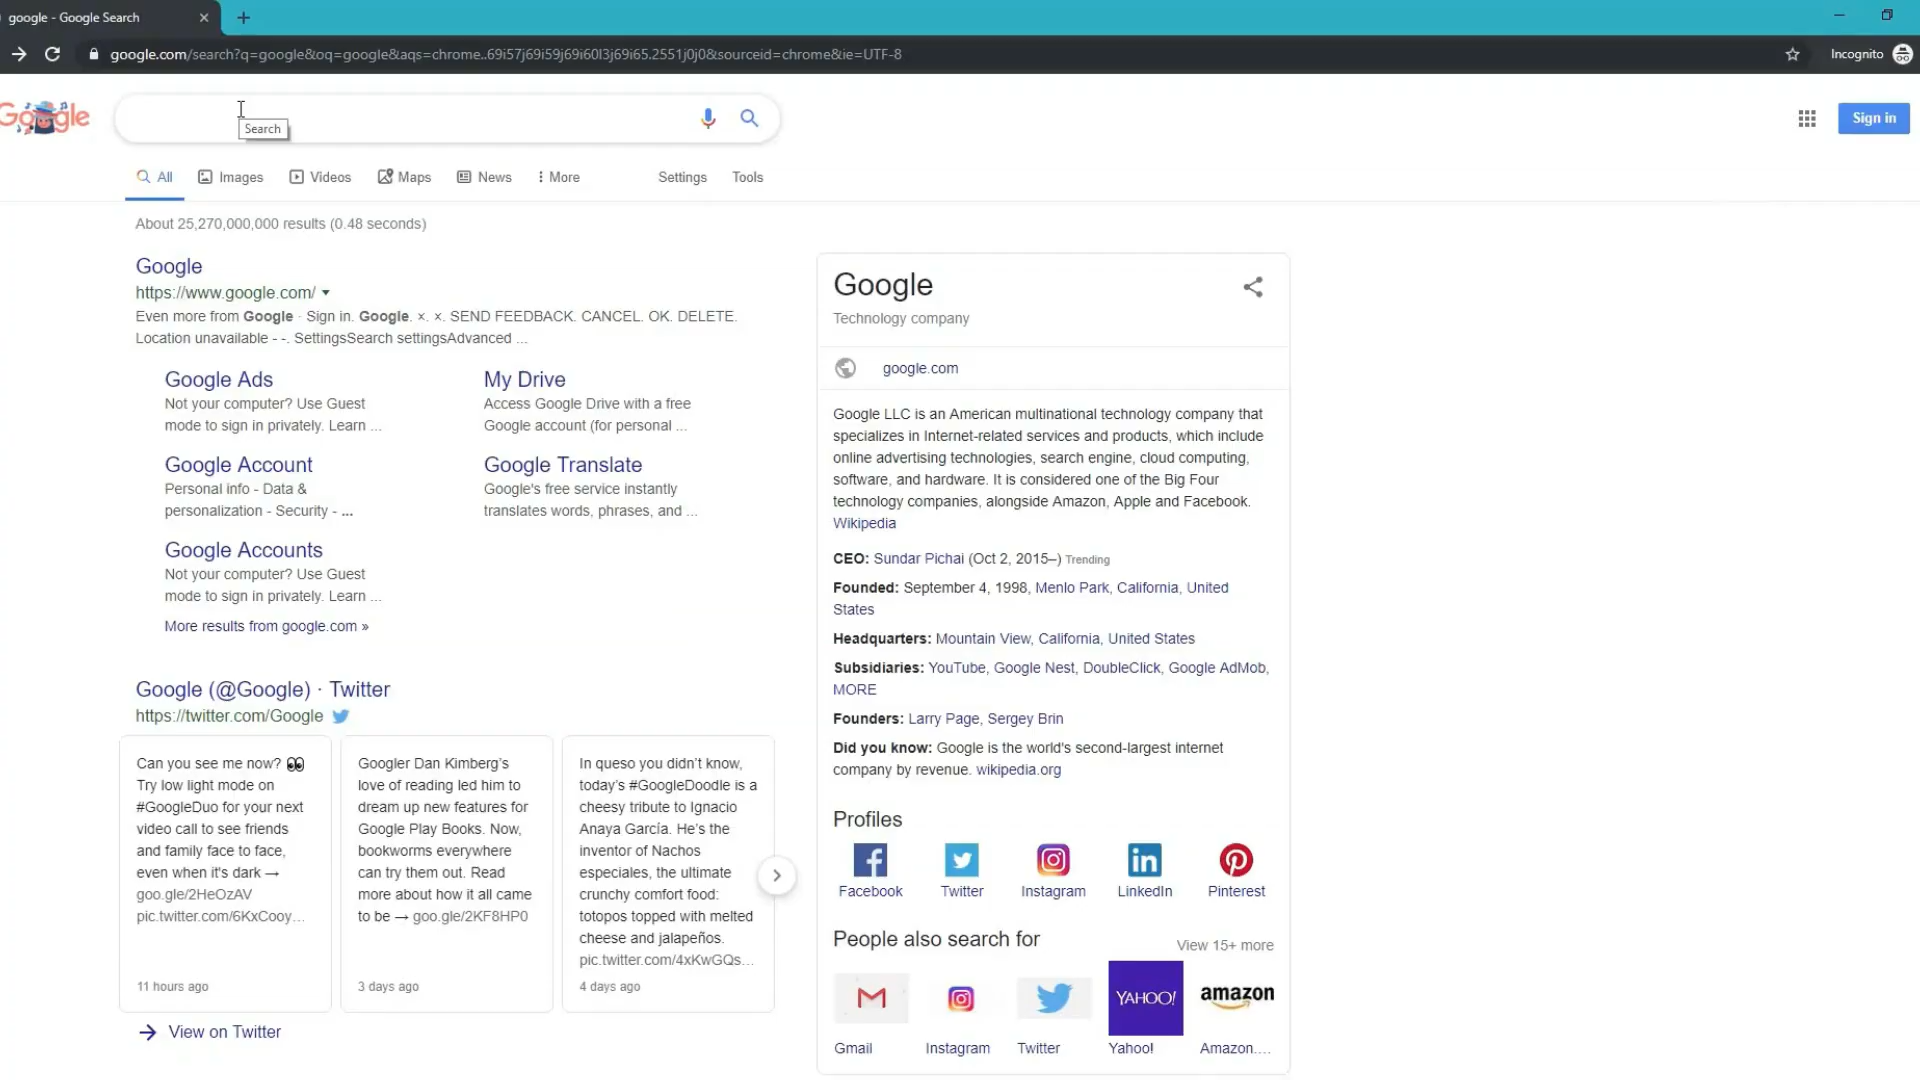 google - Google Search
google.com/search?q=google&oq=google&aqs=chrome..69i57j69i59j69i60l3j69i65.2551j0j0&sourceid=chrome&ie=UTF-8
Incognito
Google
Search
Sign in
All Images Videos Maps News More Settings Tools
About 25,270,000,000 results (0.48 seconds)
Google
https://www.google.com/
Even more from Google · Sign in. Google. ×. ×. SEND FEEDBACK. CANCEL. OK. DELETE.
Location unavailable - -. SettingsSearch settingsAdvanced ...
Google Ads
Not your computer? Use Guest
mode to sign in privately. Learn ...
My Drive
Access Google Drive with a free
Google account (for personal ...
Google Account
Personal info - Data &
personalization - Security - ...
Google Translate
Google's free service instantly
translates words, phrases, and ...
Google Accounts
Not your computer? Use Guest
mode to sign in privately. Learn ...
More results from google.com »
Google (@Google) · Twitter
https://twitter.com/Google
Can you see me now? 👀
Try low light mode on
#GoogleDuo for your next
video call to see friends
and family face to face,
even when it's dark →
goo.gle/2HeOzAV
pic.twitter.com/6KxCooy...
11 hours ago
Googler Dan Kimberg's
love of reading led him to
dream up new features for
Google Play Books. Now,
bookworms everywhere
can try them out. Read
more about how it all came
to be → goo.gle/2KF8HP0
3 days ago
In queso you didn't know,
today's #GoogleDoodle is a
cheesy tribute to Ignacio
Anaya García. He's the
inventor of Nachos
especiales, the ultimate
crunchy comfort food:
totopos topped with melted
cheese and jalapeños.
pic.twitter.com/4xKwGQs...
4 days ago
View on Twitter
Google
Technology company
google.com
Google LLC is an American multinational technology company that
specializes in Internet-related services and products, which include
online advertising technologies, search engine, cloud computing,
software, and hardware. It is considered one of the Big Four
technology companies, alongside Amazon, Apple and Facebook.
Wikipedia
CEO: Sundar Pichai (Oct 2, 2015–) Trending
Founded: September 4, 1998, Menlo Park, California, United
States
Headquarters: Mountain View, California, United States
Subsidiaries: YouTube, Google Nest, DoubleClick, Google AdMob,
MORE
Founders: Larry Page, Sergey Brin
Did you know: Google is the world's second-largest internet
company by revenue. wikipedia.org
Profiles
Facebook Twitter Instagram LinkedIn Pinterest
People also search for View 15+ more
YAHOO! amazon
Gmail Instagram Twitter Yahoo! Amazon....